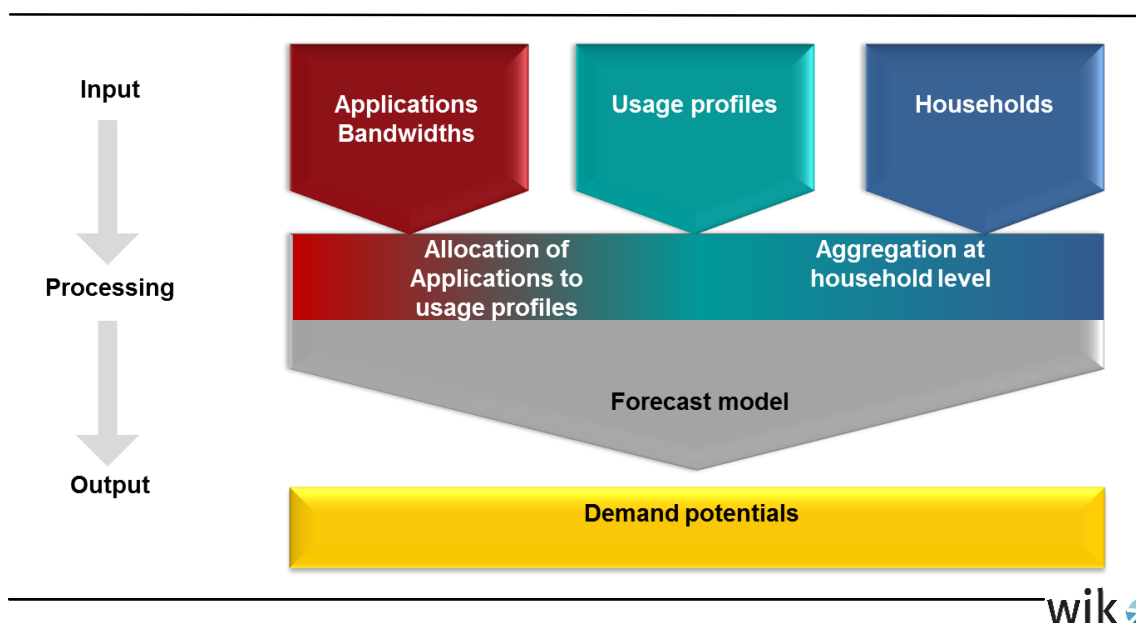 Input
Applications
Bandwidths
Usage profiles
Households
Processing
Allocation of
Applications to
usage profiles
Aggregation at
household level
Forecast model
Output
Demand potentials
wik